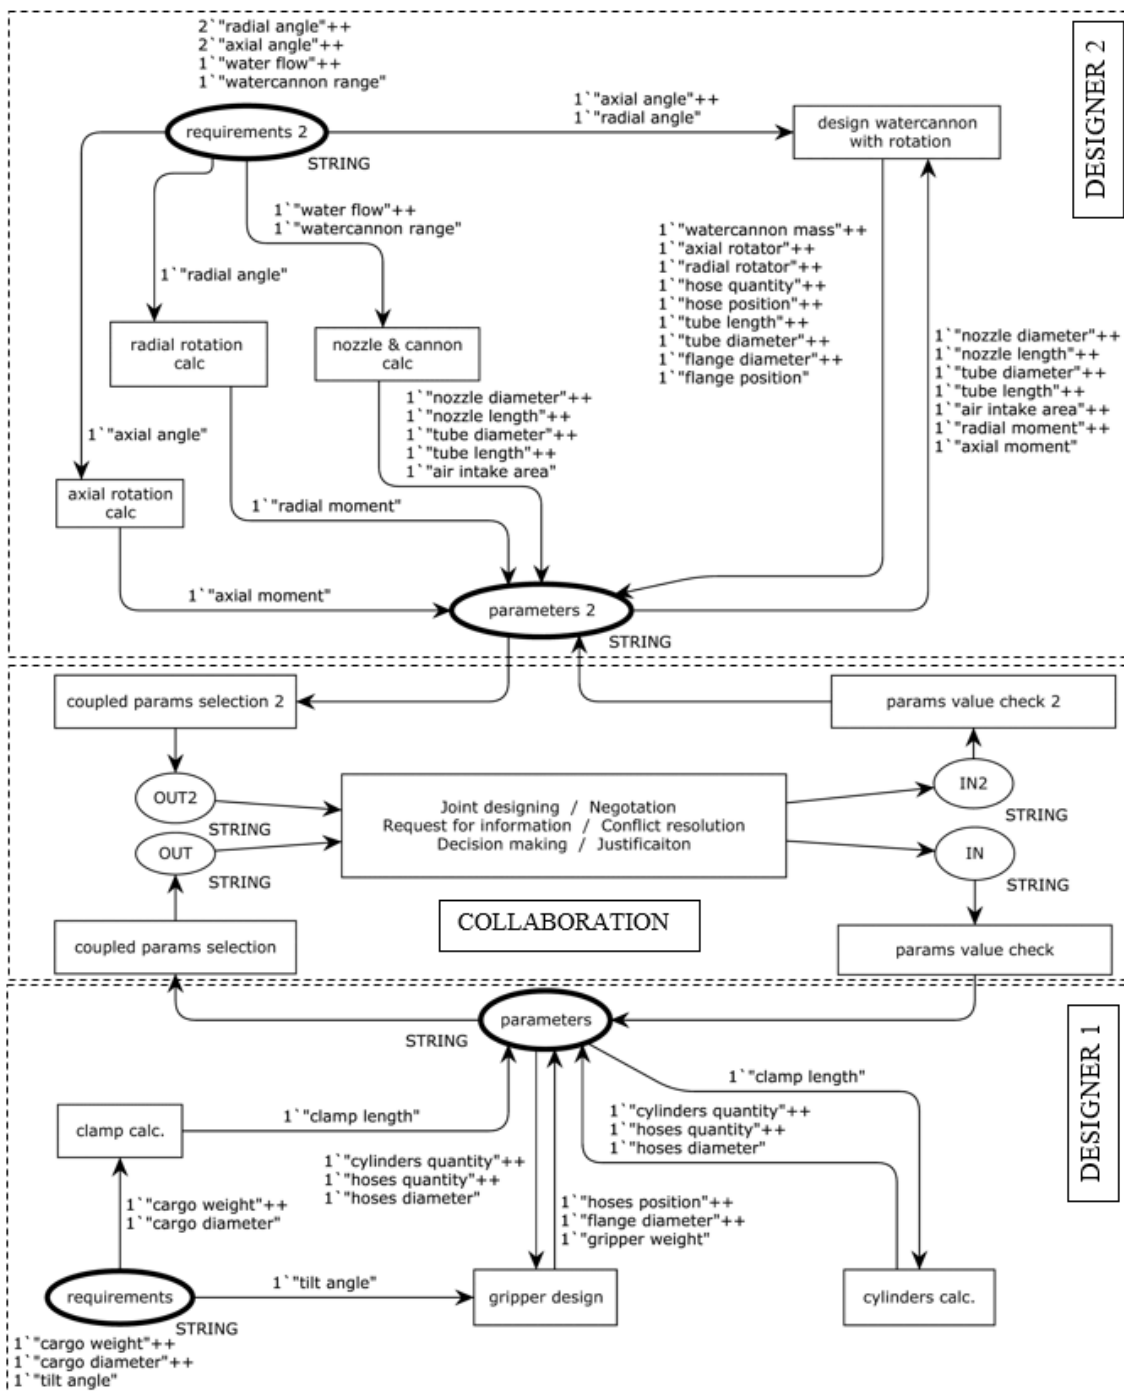 2`"radial angle"++
2`"axial angle"++
1`"water flow"++
1`"watercannon range"
DESIGNER 2
requirements 2
STRING
1`"axial angle"++
1`"radial angle"
design watercannon
with rotation
1`"water flow"++
1`"watercannon range"
1`"radial angle"
1`"watercannon mass"++
1`"axial rotator"++
1`"radial rotator"++
1`"hose quantity"++
1`"hose position"++
1`"tube length"++
1`"tube diameter"++
1`"flange diameter"++
1`"flange position"
1`"nozzle diameter"++
1`"nozzle length"++
1`"tube diameter"++
1`"tube length"++
1`"air intake area"++
1`"radial moment"++
1`"axial moment"
radial rotation
calc
nozzle & cannon
calc
1`"nozzle diameter"++
1`"nozzle length"++
1`"tube diameter"++
1`"tube length"++
1`"air intake area"
1`"axial angle"
axial rotation
calc
1`"radial moment"
1`"axial moment"
parameters 2
STRING
coupled params selection 2
params value check 2
OUT2
STRING
Joint designing / Negotation
Request for information / Conflict resolution
Decision making / Justificaiton
IN2
STRING
OUT
STRING
IN
STRING
COLLABORATION
coupled params selection
params value check
parameters
STRING
DESIGNER 1
clamp calc.
1`"clamp length"
1`"clamp length"
1`"cylinders quantity"++
1`"hoses quantity"++
1`"hoses diameter"
1`"cylinders quantity"++
1`"hoses quantity"++
1`"hoses diameter"
1`"cargo weight"++
1`"cargo diameter"
1`"hoses position"++
1`"flange diameter"++
1`"gripper weight"
requirements
STRING
1`"tilt angle"
gripper design
cylinders calc.
1`"cargo weight"++
1`"cargo diameter"++
1`"tilt angle"